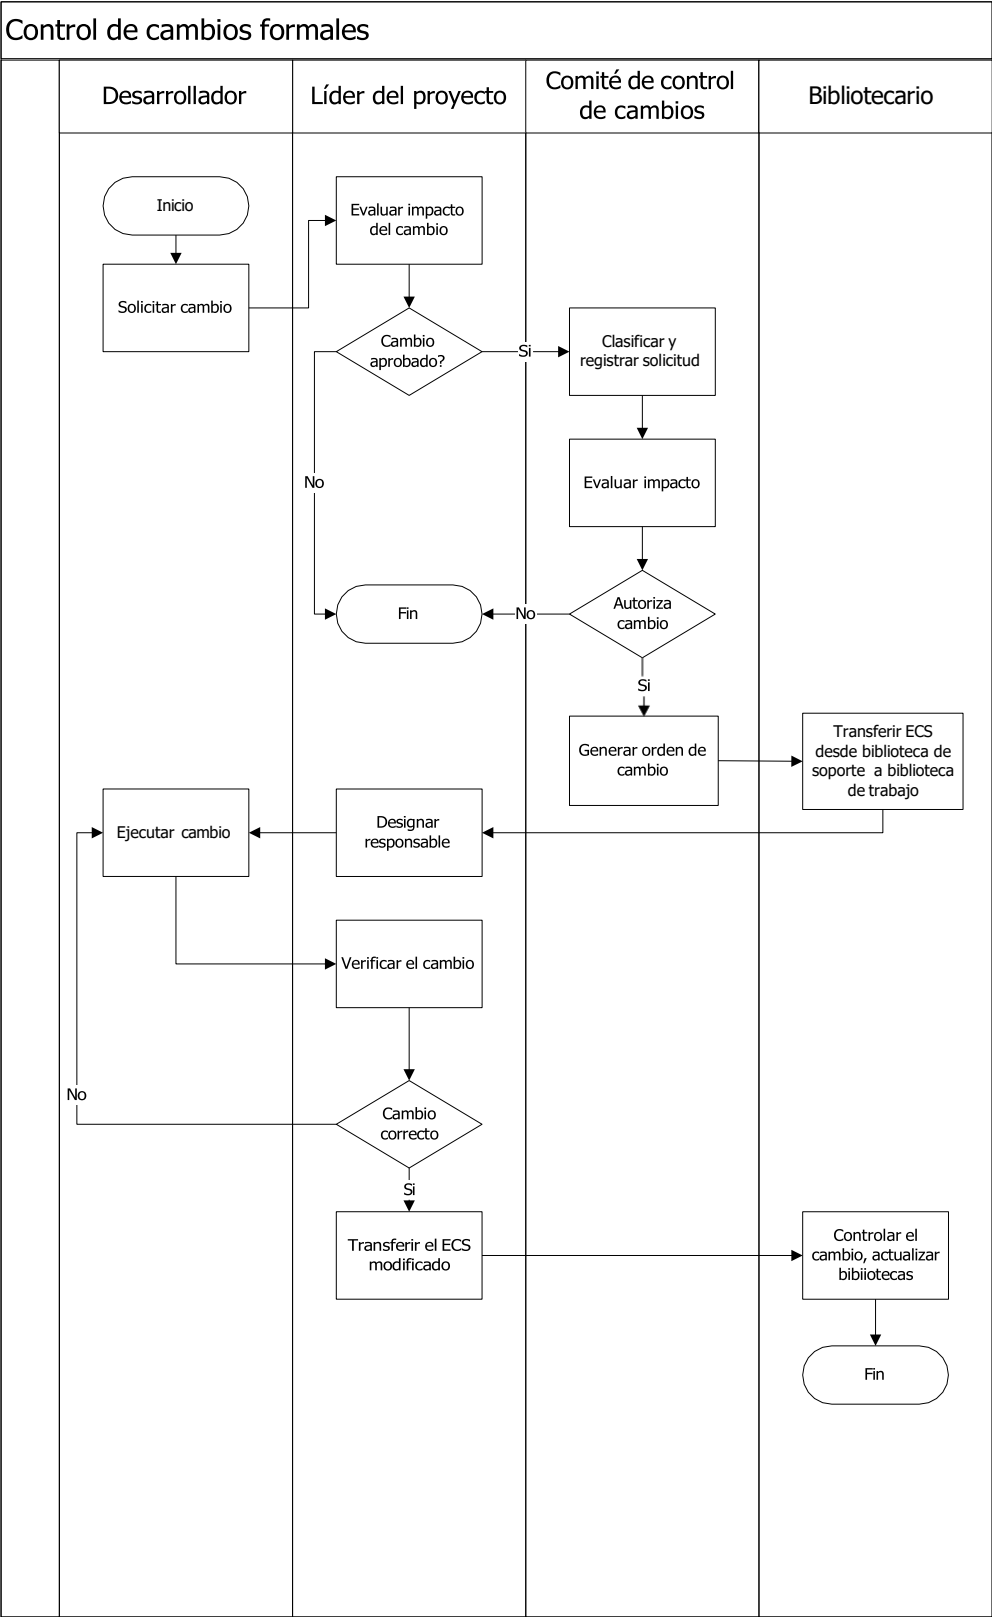 Control de cambios formales
Desarrollador
Líder del proyecto
Comité de control
de cambios
Bibliotecario
Inicio
Solicitar cambio
Evaluar impacto
del cambio
Cambio
aprobado?
Si
No
Clasificar y
registrar solicitud
Evaluar impacto
Autoriza
cambio
No
Fin
Si
Generar orden de
cambio
Transferir ECS
desde biblioteca de
soporte a biblioteca
de trabajo
Designar
responsable
Ejecutar cambio
Verificar el cambio
Cambio
correcto
No
Si
Transferir el ECS
modificado
Controlar el
cambio, actualizar
bibiiotecas
Fin